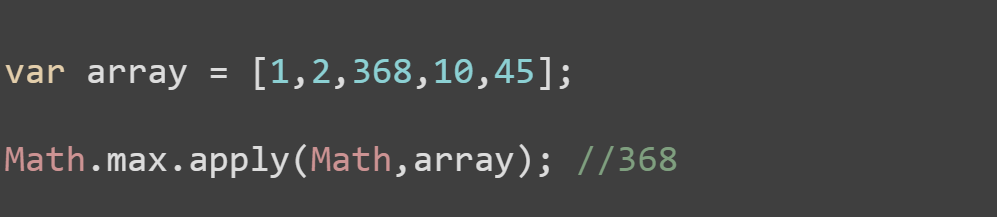 var array = [1,2,368,10,45];
Math.max.apply(Math,array); //368